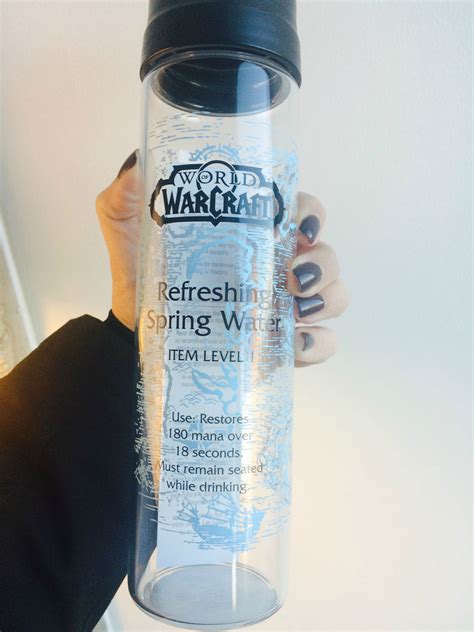 WORLD
OF
WARCRAFT
Refreshing
Spring Water
ITEM LEVEL 1
Use: Restores
180 mana over
18 seconds.
Must remain seated
while drinking.